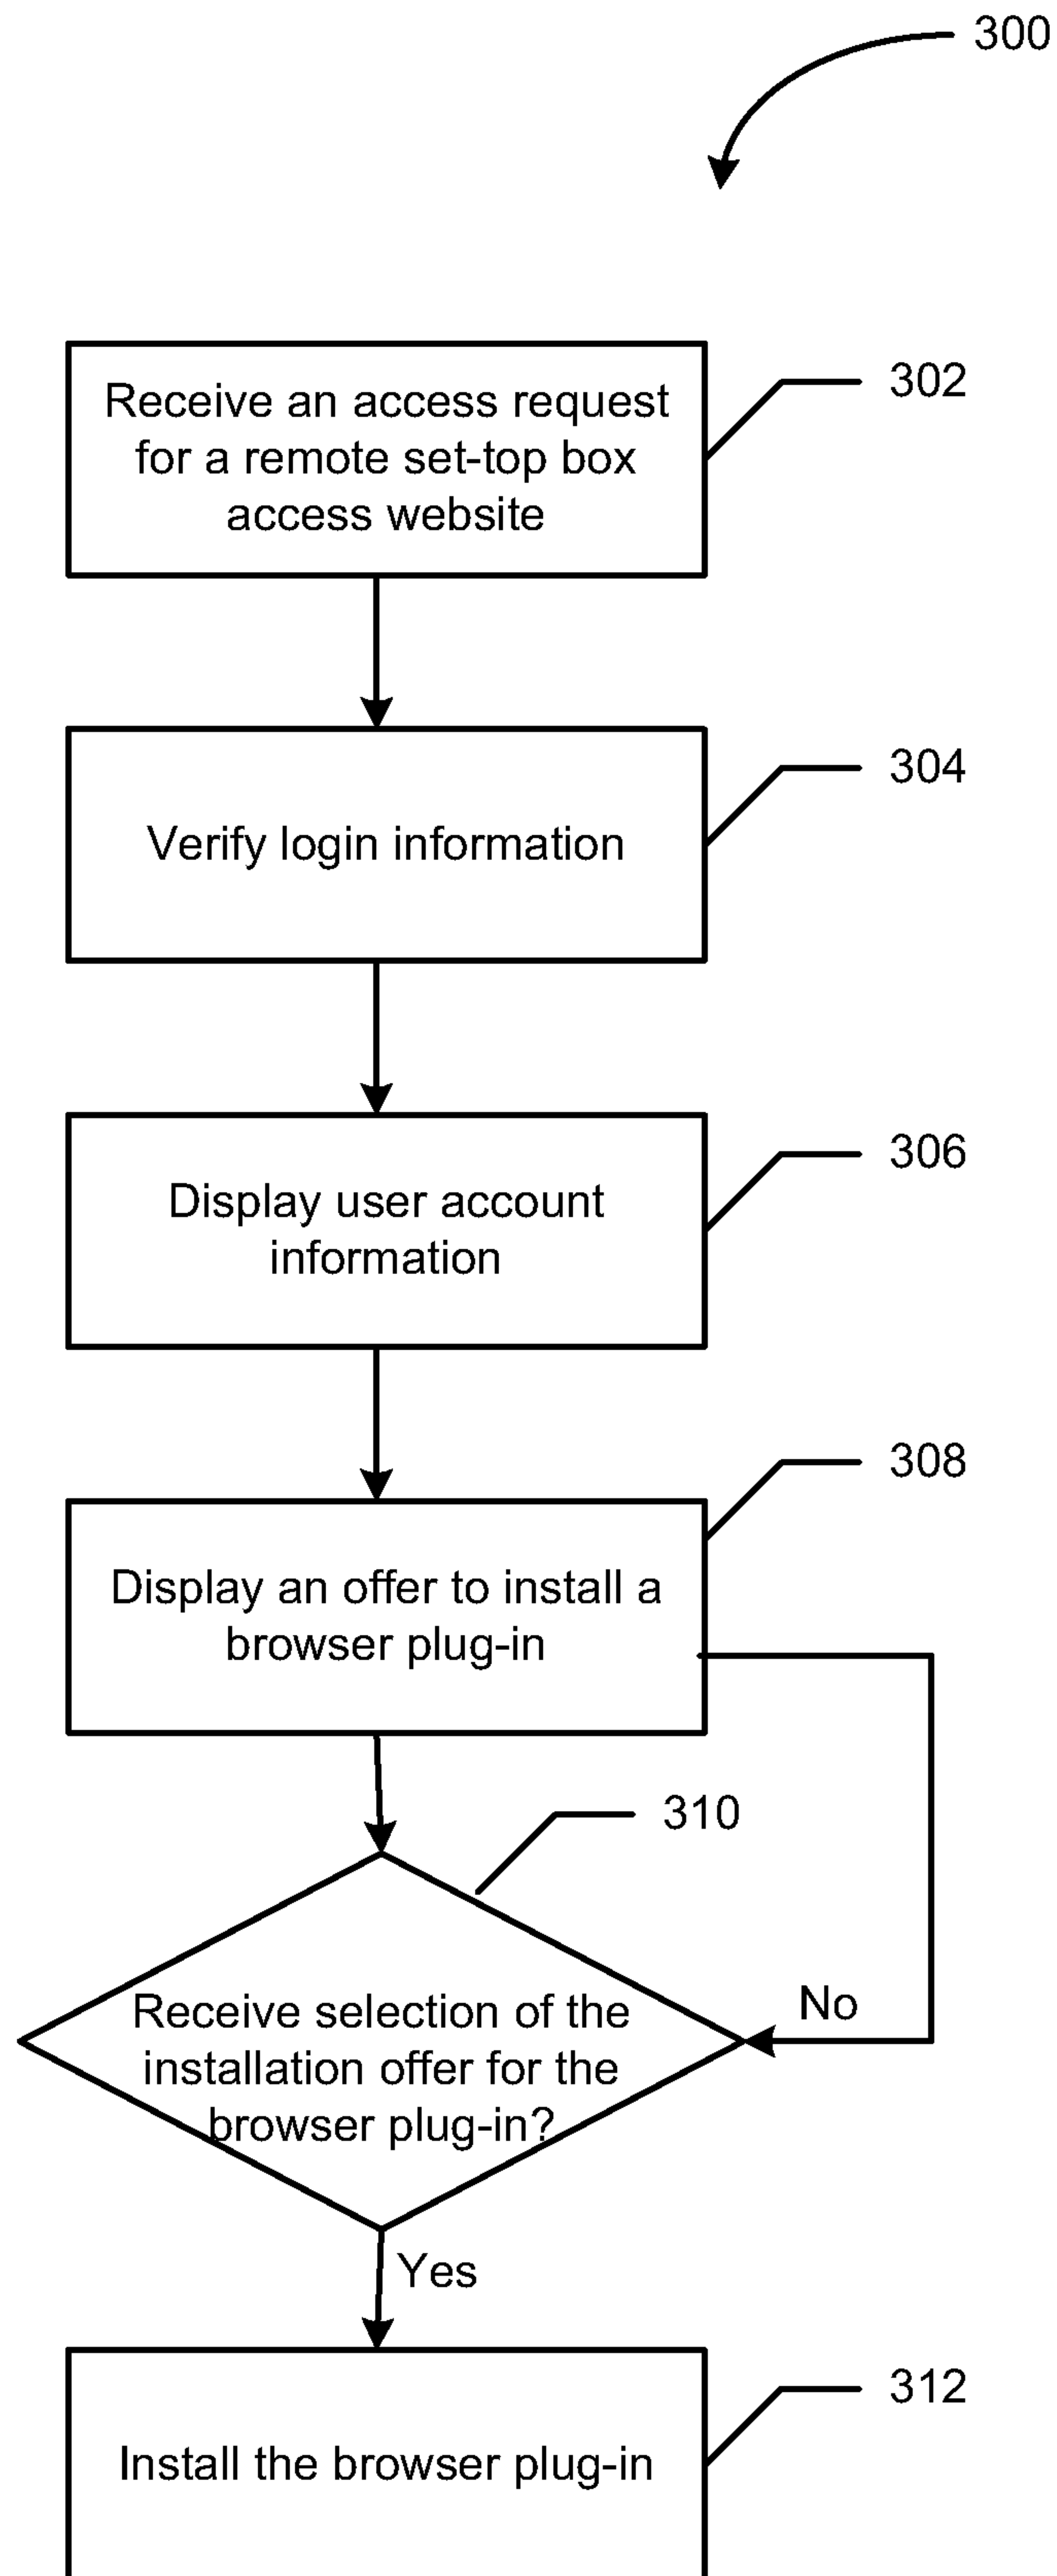 300
Receive an access request
for a remote set-top box
access website
302
Verify login information
304
Display user account
information
306
Display an offer to install a
browser plug-in
308
310
Receive selection of the
installation offer for the
browser plug-in?
No
Yes
Install the browser plug-in
312